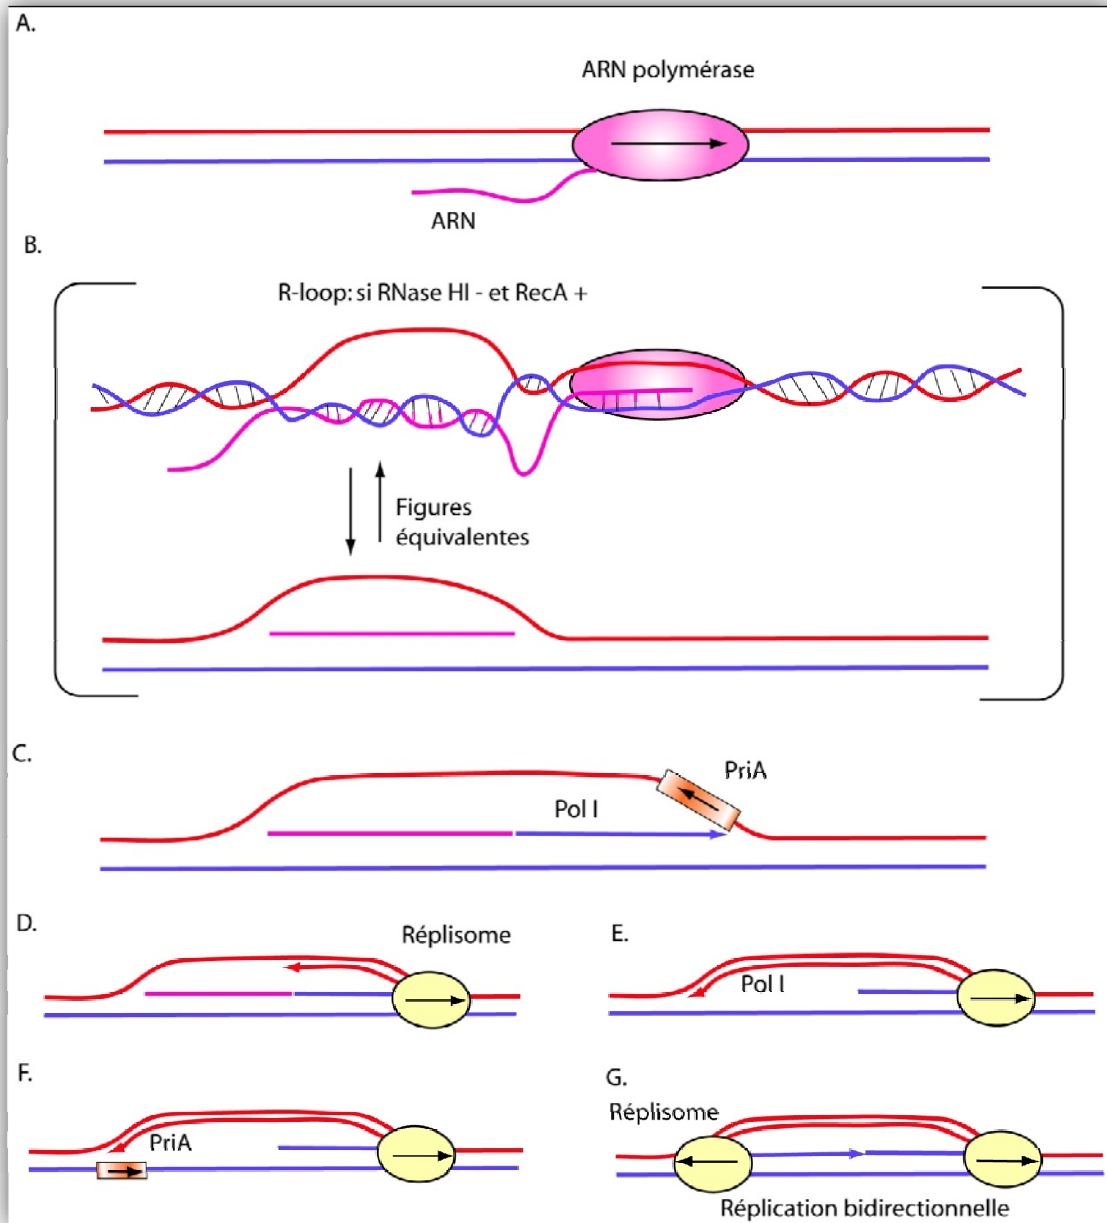 A.
ARN polymérase
ARN
B.
R-loop: si RNase HI - et RecA +
Figures
équivalentes
C.
PriA
Pol I
D.
Réplisome
E.
Pol I
F.
PriA
G.
Réplisome
Réplication bidirectionnelle